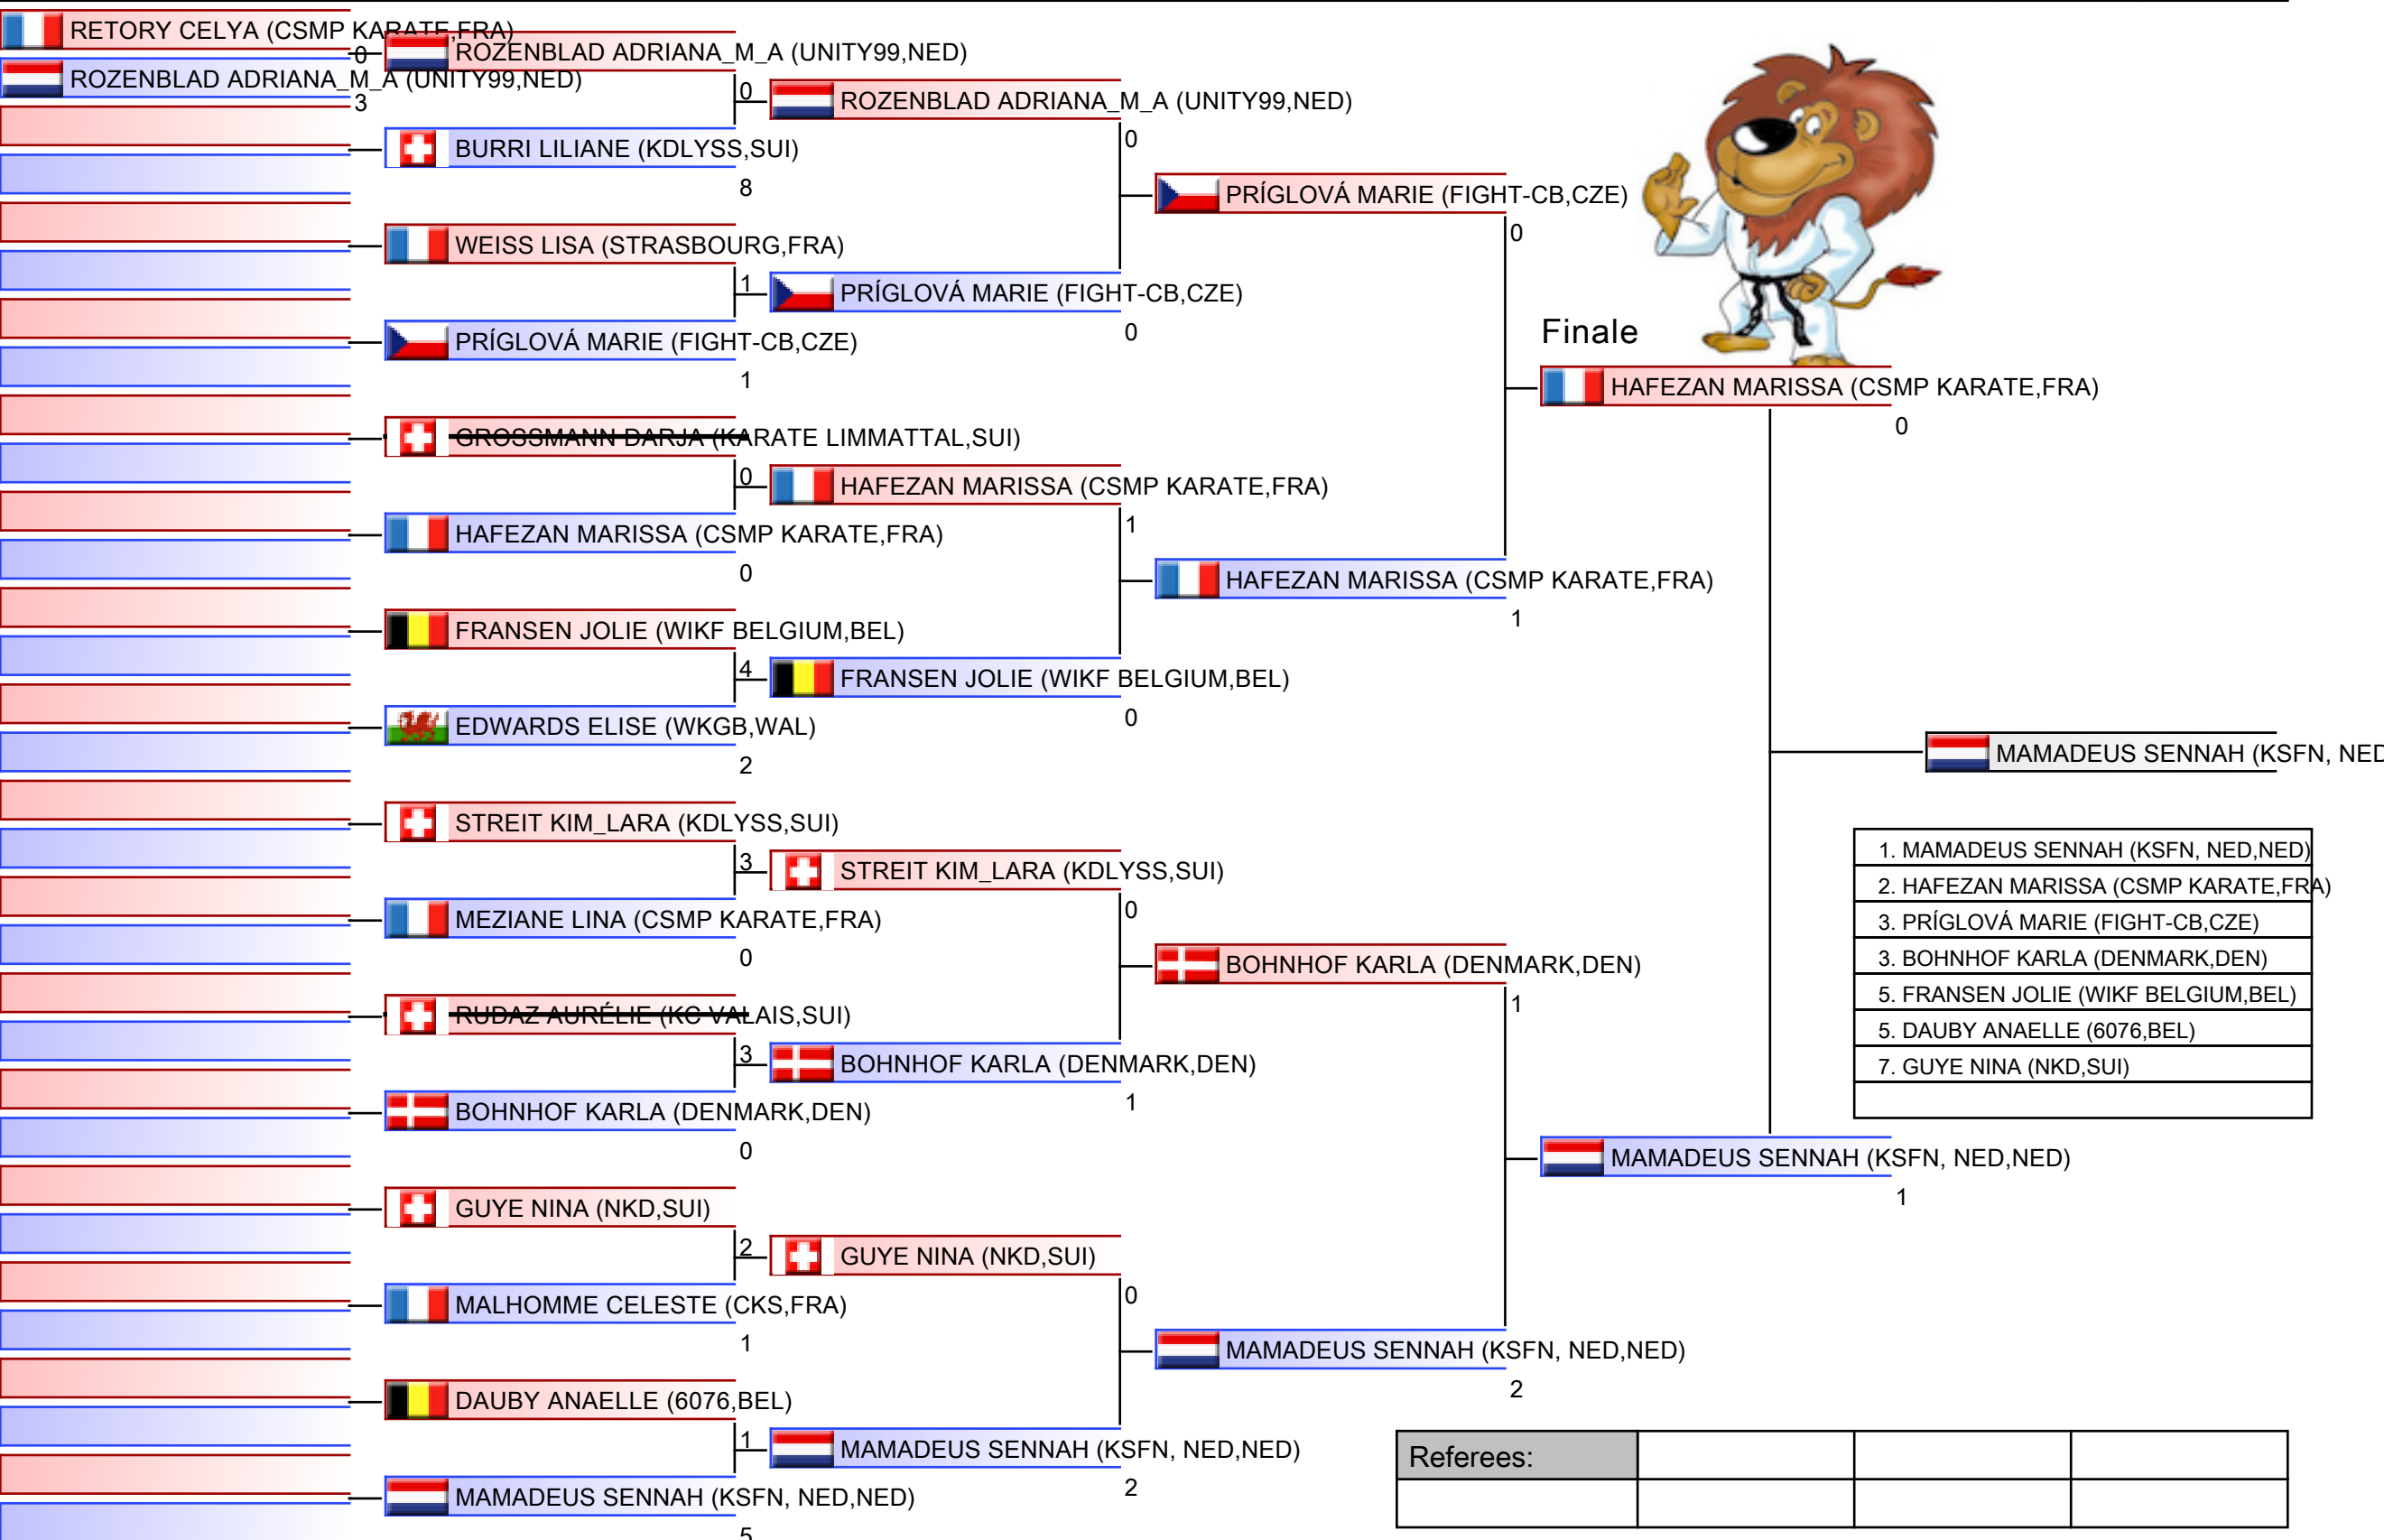 RETORY CELYA (CSMP KARATE,FRA)
0
ROZENBLAD ADRIANA_M_A (UNITY99,NED)
3
ROZENBLAD ADRIANA_M_A (UNITY99,NED)
0
BURRI LILIANE (KDLYSS,SUI)
8
WEISS LISA (STRASBOURG,FRA)
1
PRÍGLOVÁ MARIE (FIGHT-CB,CZE)
1
GROSSMANN DARJA (KARATE LIMMATTAL,SUI)
0
HAFEZAN MARISSA (CSMP KARATE,FRA)
0
FRANSEN JOLIE (WIKF BELGIUM,BEL)
4
EDWARDS ELISE (WKGB,WAL)
2
STREIT KIM_LARA (KDLYSS,SUI)
3
MEZIANE LINA (CSMP KARATE,FRA)
0
RUDAZ AURÉLIE (KC VALAIS,SUI)
3
BOHNHOF KARLA (DENMARK,DEN)
0
GUYE NINA (NKD,SUI)
2
MALHOMME CELESTE (CKS,FRA)
1
DAUBY ANAELLE (6076,BEL)
1
MAMADEUS SENNAH (KSFN, NED,NED)
5
ROZENBLAD ADRIANA_M_A (UNITY99,NED)
0
PRÍGLOVÁ MARIE (FIGHT-CB,CZE)
0
HAFEZAN MARISSA (CSMP KARATE,FRA)
1
FRANSEN JOLIE (WIKF BELGIUM,BEL)
0
STREIT KIM_LARA (KDLYSS,SUI)
0
BOHNHOF KARLA (DENMARK,DEN)
1
GUYE NINA (NKD,SUI)
0
MAMADEUS SENNAH (KSFN, NED,NED)
2
PRÍGLOVÁ MARIE (FIGHT-CB,CZE)
0
HAFEZAN MARISSA (CSMP KARATE,FRA)
1
BOHNHOF KARLA (DENMARK,DEN)
1
MAMADEUS SENNAH (KSFN, NED,NED)
2
Finale
HAFEZAN MARISSA (CSMP KARATE,FRA)
0
MAMADEUS SENNAH (KSFN, NED,NED)
1
MAMADEUS SENNAH (KSFN, NED
1. MAMADEUS SENNAH (KSFN, NED,NED)
2. HAFEZAN MARISSA (CSMP KARATE,FRA)
3. PRÍGLOVÁ MARIE (FIGHT-CB,CZE)
3. BOHNHOF KARLA (DENMARK,DEN)
5. FRANSEN JOLIE (WIKF BELGIUM,BEL)
5. DAUBY ANAELLE (6076,BEL)
7. GUYE NINA (NKD,SUI)
Referees: